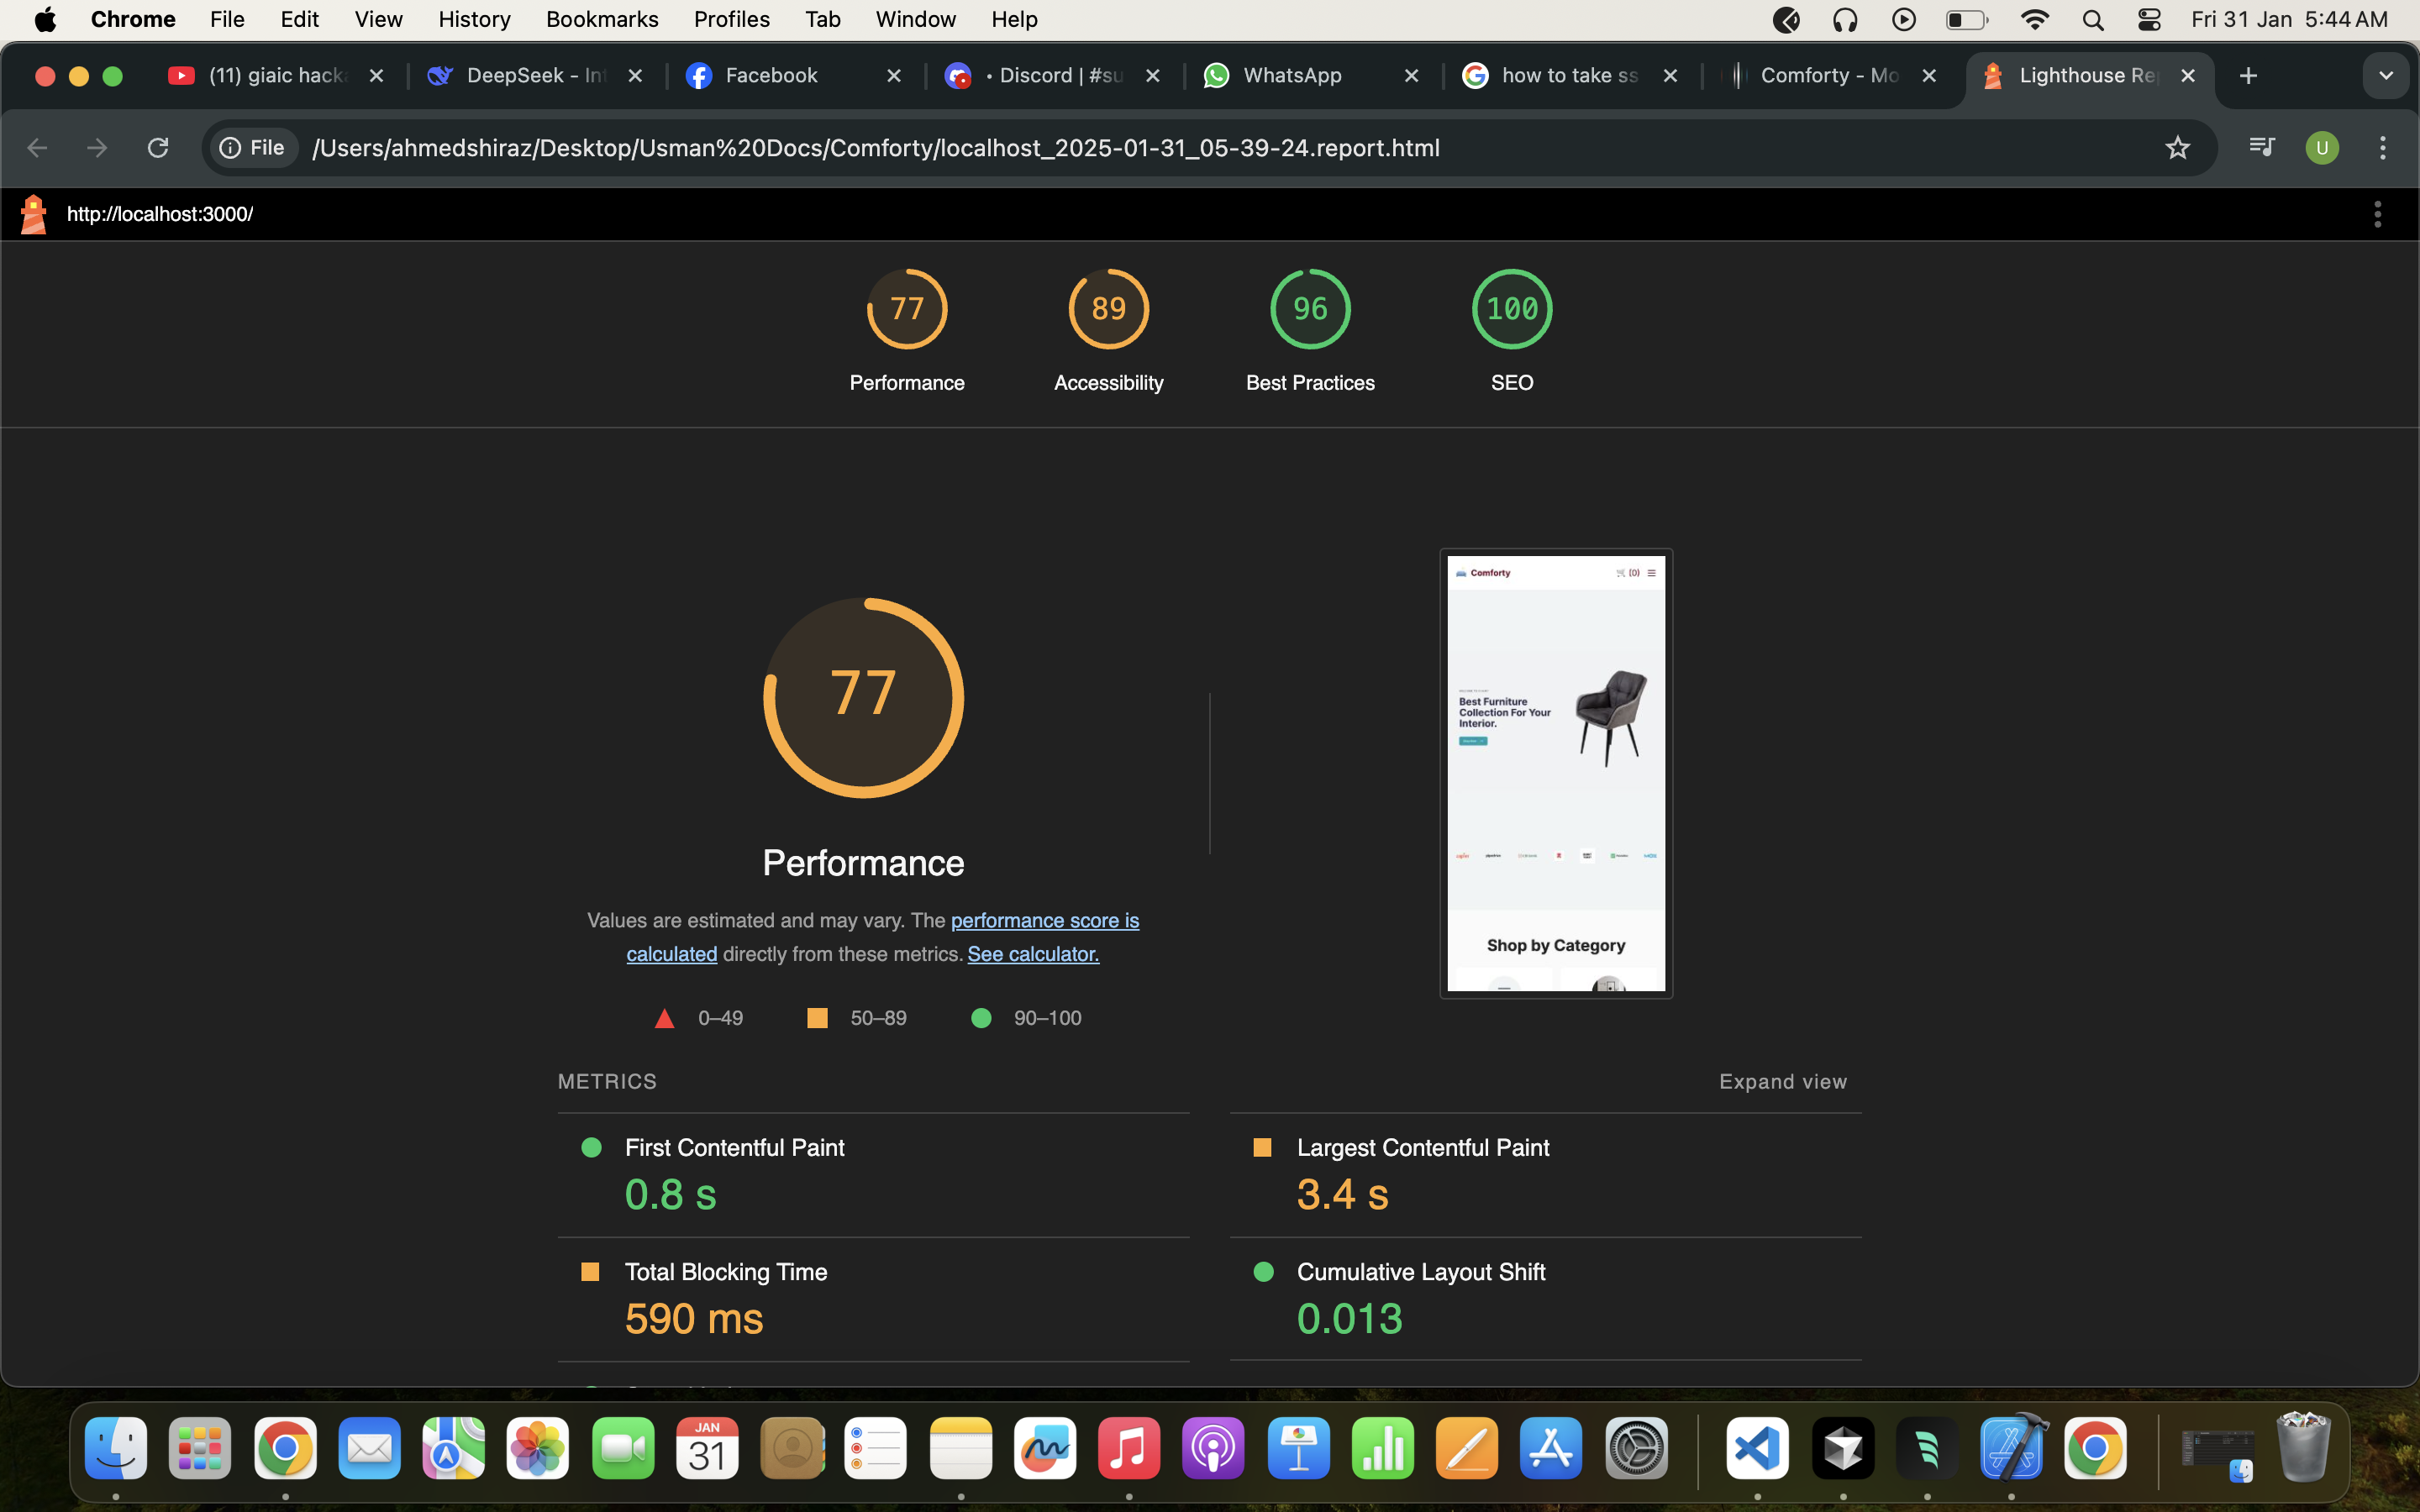 Chrome File Edit View History Bookmarks Profiles Tab Window Help Fri 31 Jan 5:44 AM
(11) giaic hack DeepSeek - Int Facebook • Discord | #su WhatsApp how to take ss Comforty - Mo Lighthouse Re
File /Users/ahmedshiraz/Desktop/Usman%20Docs/Comforty/localhost_2025-01-31_05-39-24.report.html U
http://localhost:3000/
77 89 96 100
Performance Accessibility Best Practices SEO
Comforty (0)
77
Best Furniture
Collection For Your
Interior.
Performance
Values are estimated and may vary. The performance score is
calculated directly from these metrics. See calculator.
Shop by Category
0–49 50–89 90–100
METRICS Expand view
First Contentful Paint Largest Contentful Paint
0.8 s 3.4 s
Total Blocking Time Cumulative Layout Shift
590 ms 0.013
JAN
31